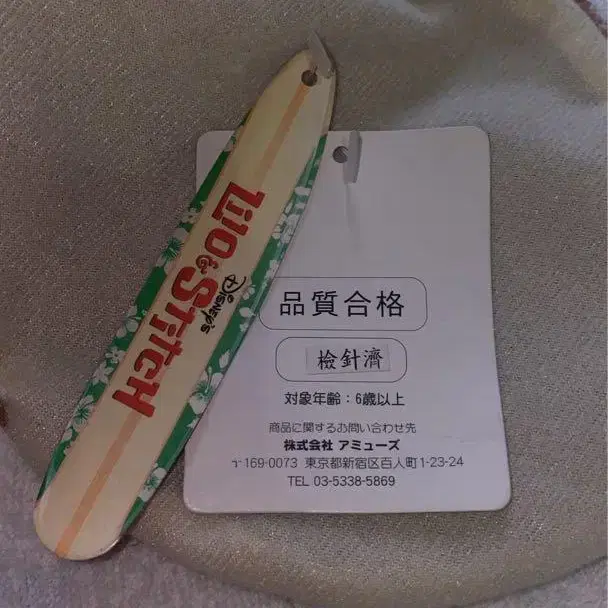 DISNEY'S
Lilo & Stitch
品質合格
檢針濟
対象年齢：6歳以上
商品に関するお問い合わせ先
株式会社 アミューズ
〒169-0073 東京都新宿区百人町1-23-24
TEL 03-5338-5869